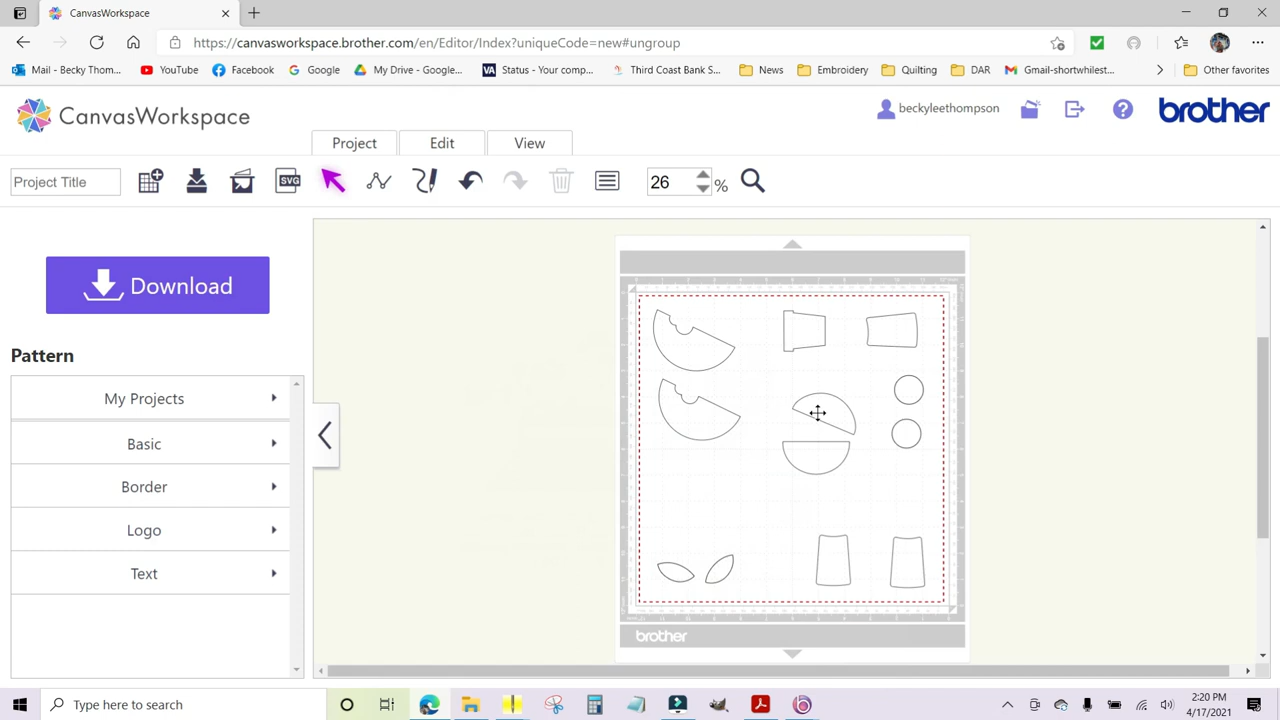 CanvasWorkspace
https://canvasworkspace.brother.com/en/Editor/Index?uniqueCode=new#ungroup
Mail - Becky Thom... YouTube Facebook Google My Drive - Google... VA Status - Your comp... Third Coast Bank S... News Embroidery Quilting DAR Gmail-shortwhilest... Other favorites
CanvasWorkspace
beckyleethompson
brother
Project Edit View
Project Title
SVG
26 %
Download
Pattern
My Projects
Basic
Border
Logo
Text
brother
Type here to search
2:20 PM
4/17/2021